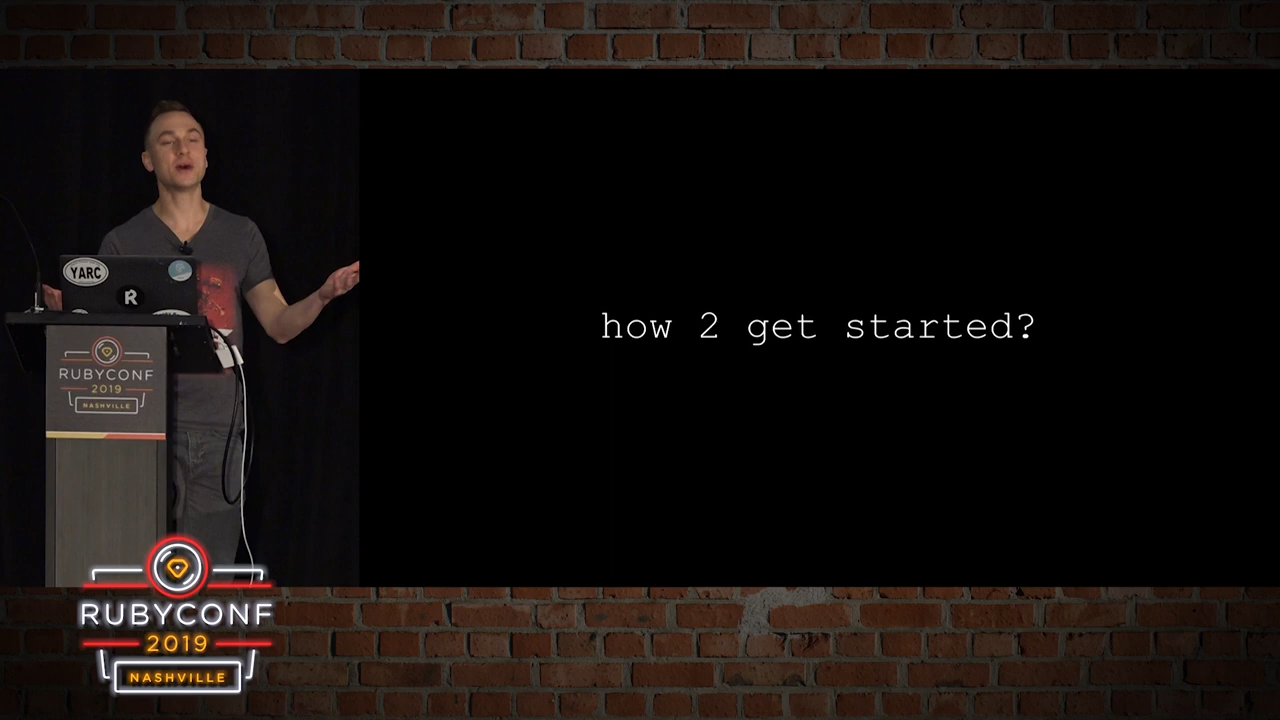 YARC
R
RUBYCONF
2019
NASHVILLE
how 2 get started?
RUBYCONF
2019
NASHVILLE